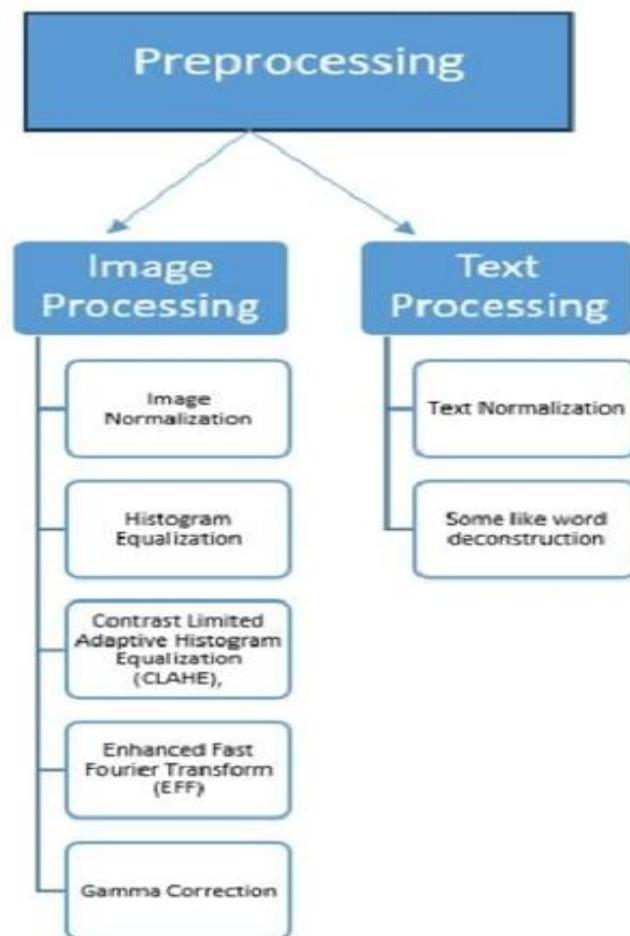 Preprocessing
Image
Processing
Image
Normalization
Histogram
Equalization
Contrast Limited
Adaptive Histogram
Equalization
(CLAHE),
Enhanced Fast
Fourier Transform
(EFF)
Gamma Correction
Text
Processing
Text Normalization
Some like word
deconstruction